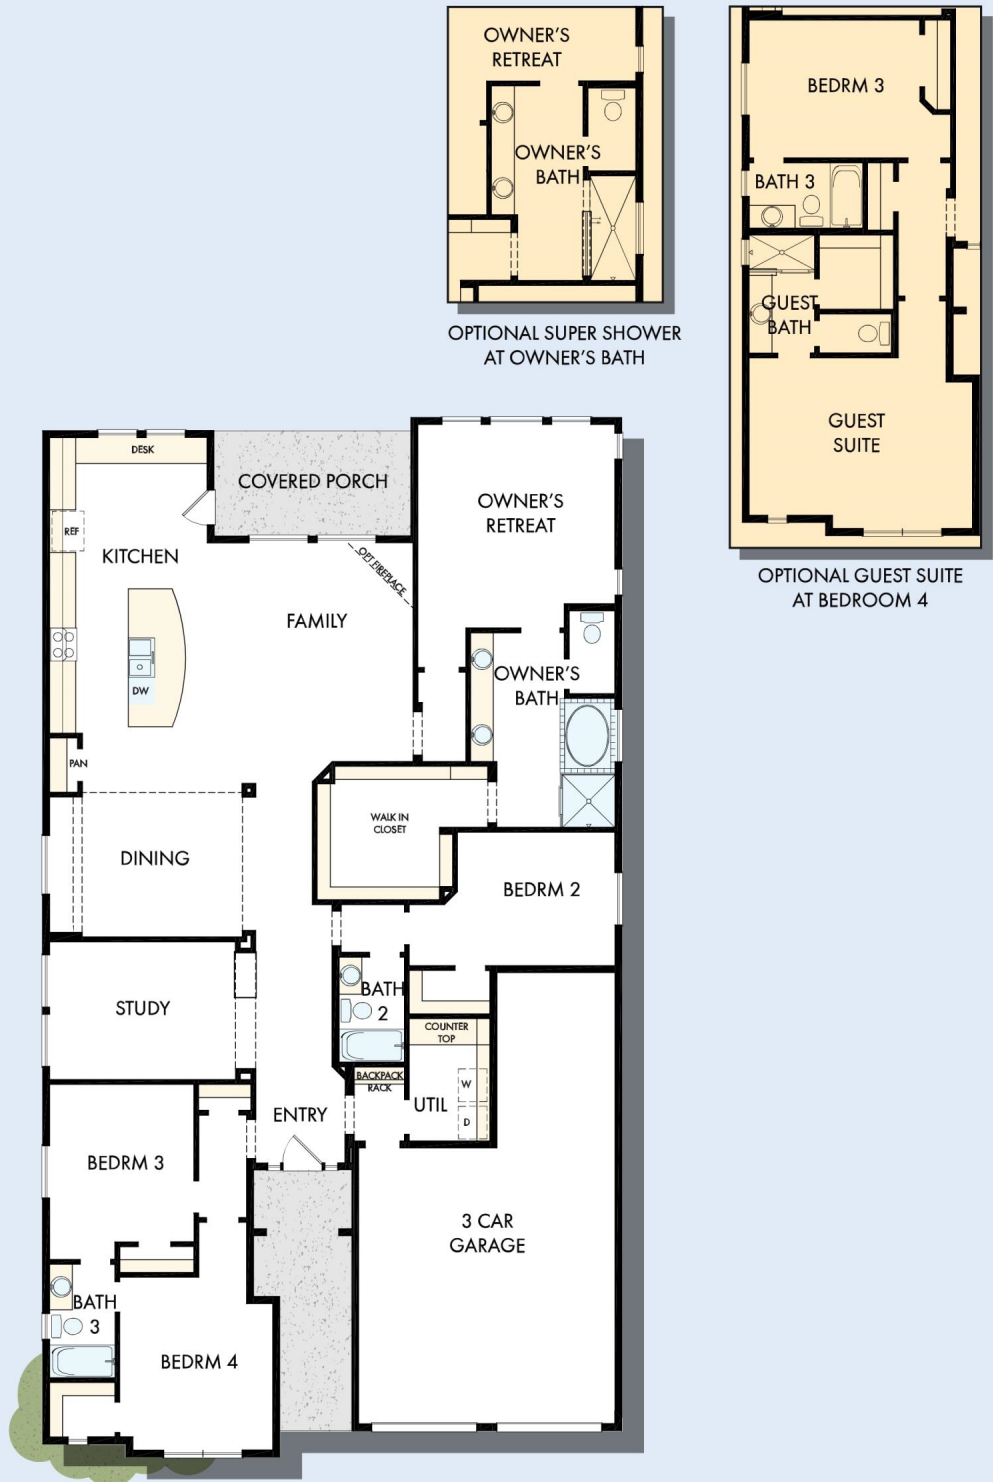 OWNER'S
RETREAT
OWNER'S
BATH
OPTIONAL SUPER SHOWER
AT OWNER'S BATH
BEDRM 3
BATH 3
GUEST
BATH
GUEST
SUITE
OPTIONAL GUEST SUITE
AT BEDROOM 4
DESK
COVERED PORCH
OWNER'S
RETREAT
REF
KITCHEN
OPT FIREPLACE
FAMILY
OWNER'S
BATH
DW
PAN
WALK IN
CLOSET
DINING
BEDRM 2
STUDY
BATH
2
COUNTER
TOP
BACKPACK
RACK
W
UTIL
D
ENTRY
BEDRM 3
3 CAR
GARAGE
BATH
3
BEDRM 4